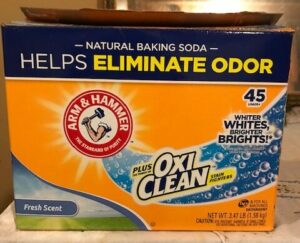 NATURAL BAKING SODA
HELPS ELIMINATE ODOR
ARM & HAMMER
THE STANDARD OF PURITY
45
LOADS
WHITER
WHITES,
BRIGHTER
BRIGHTS!
PLUS
OXI
CLEAN
STAIN
FIGHTERS
Fresh Scent
NET WT. 3.47 LB (1.58 kg)